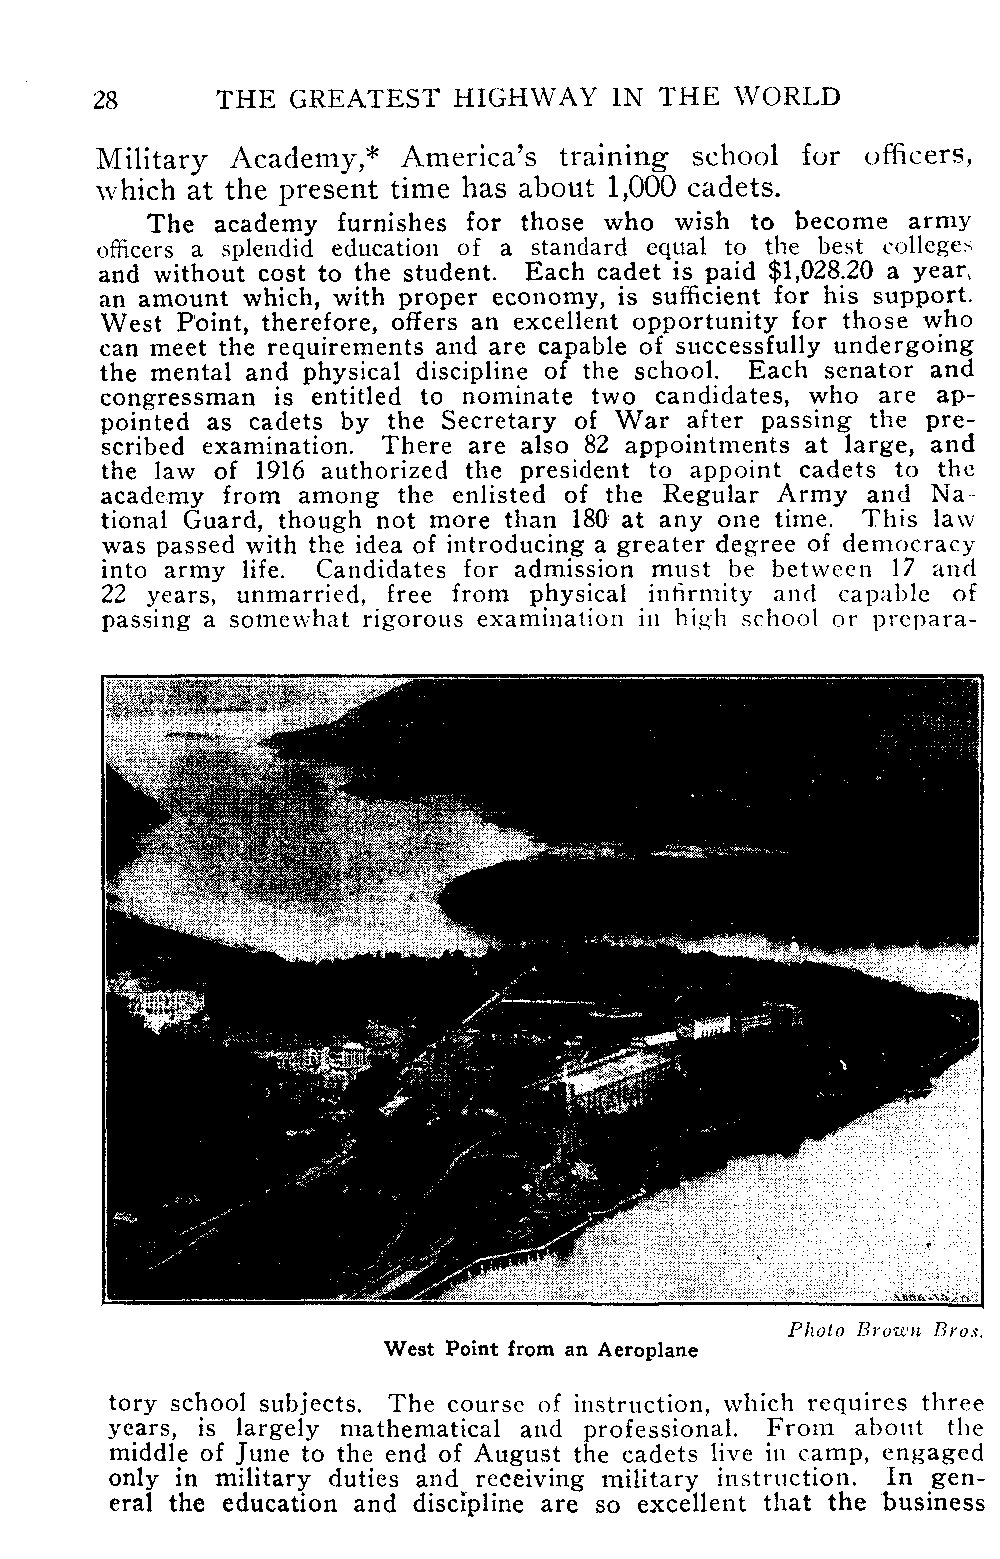 28 THE GREATEST HIGHWAY IN THE WORLD
Military Academy,* America's training school for officers,
which at the present time has about 1,000 cadets.
The academy furnishes for those who wish to become army
officers a splendid education of a standard equal to the best colleges
and without cost to the student. Each cadet is paid $1,028.20 a year,
an amount which, with proper economy, is sufficient for his support.
West Point, therefore, offers an excellent opportunity for those who
can meet the requirements and are capable of successfully undergoing
the mental and physical discipline of the school. Each senator and
congressman is entitled to nominate two candidates, who are ap-
pointed as cadets by the Secretary of War after passing the pre-
scribed examination. There are also 82 appointments at large, and
the law of 1916 authorized the president to appoint cadets to the
academy from among the enlisted of the Regular Army and Na-
tional Guard, though not more than 180 at any one time. This law
was passed with the idea of introducing a greater degree of democracy
into army life. Candidates for admission must be between 17 and
22 years, unmarried, free from physical infirmity and capable of
passing a somewhat rigorous examination in high school or prepara-
Photo Brown Bros.
West Point from an Aeroplane
tory school subjects. The course of instruction, which requires three
years, is largely mathematical and professional. From about the
middle of June to the end of August the cadets live in camp, engaged
only in military duties and receiving military instruction. In gen-
eral the education and discipline are so excellent that the business